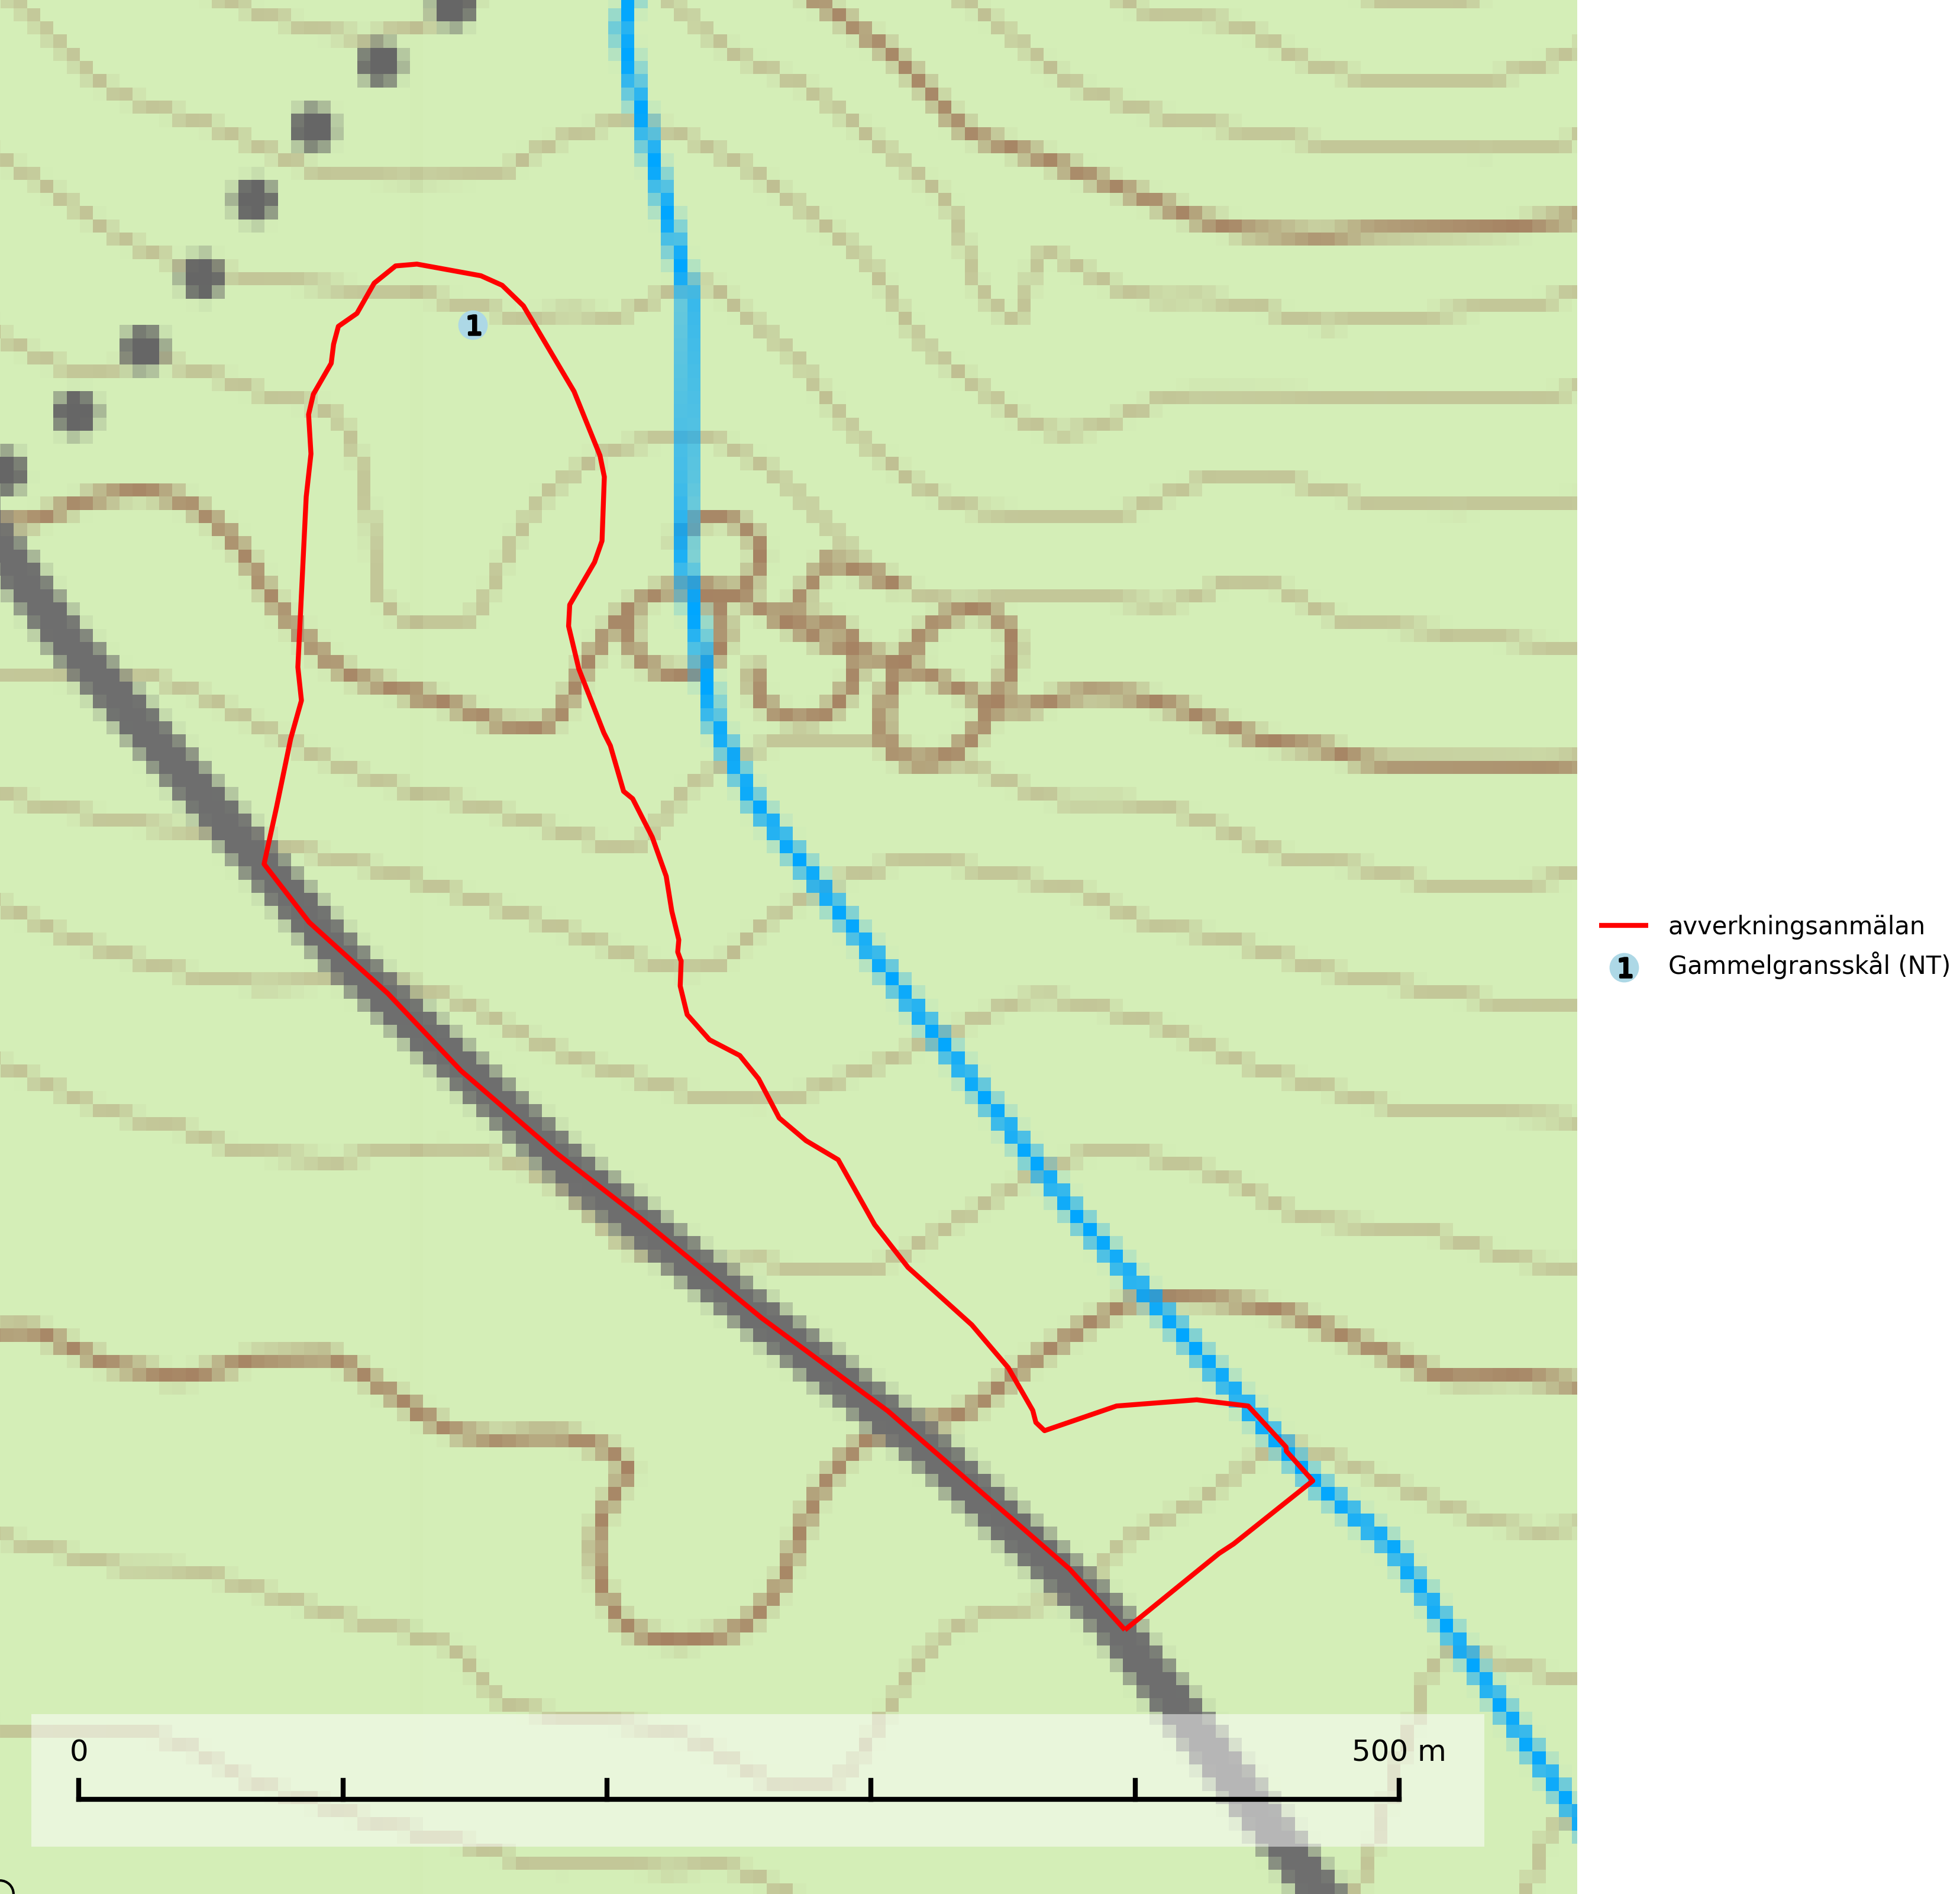 1
avverkningsanmälan
1 Gammelgransskål (NT)
0 500 m